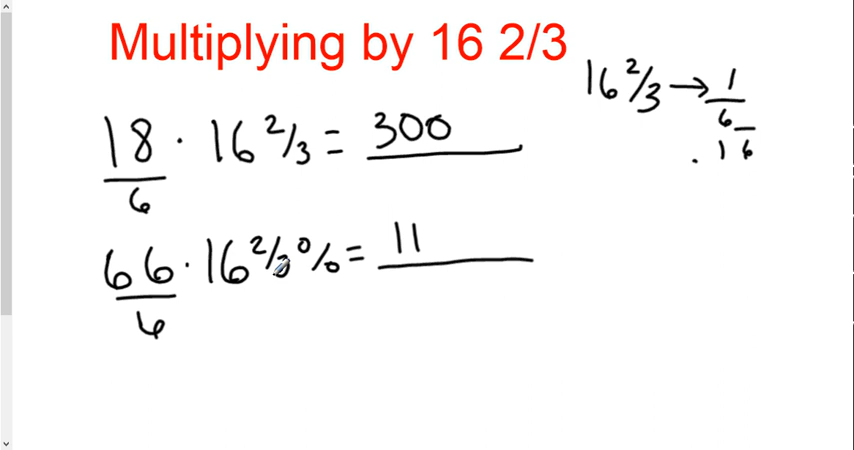 Multiplying by 16 2/3
16 2/3 → 1/6
.16̅
18/6 · 16 2/3 = 300
66/6 · 16 2/3 % = 11